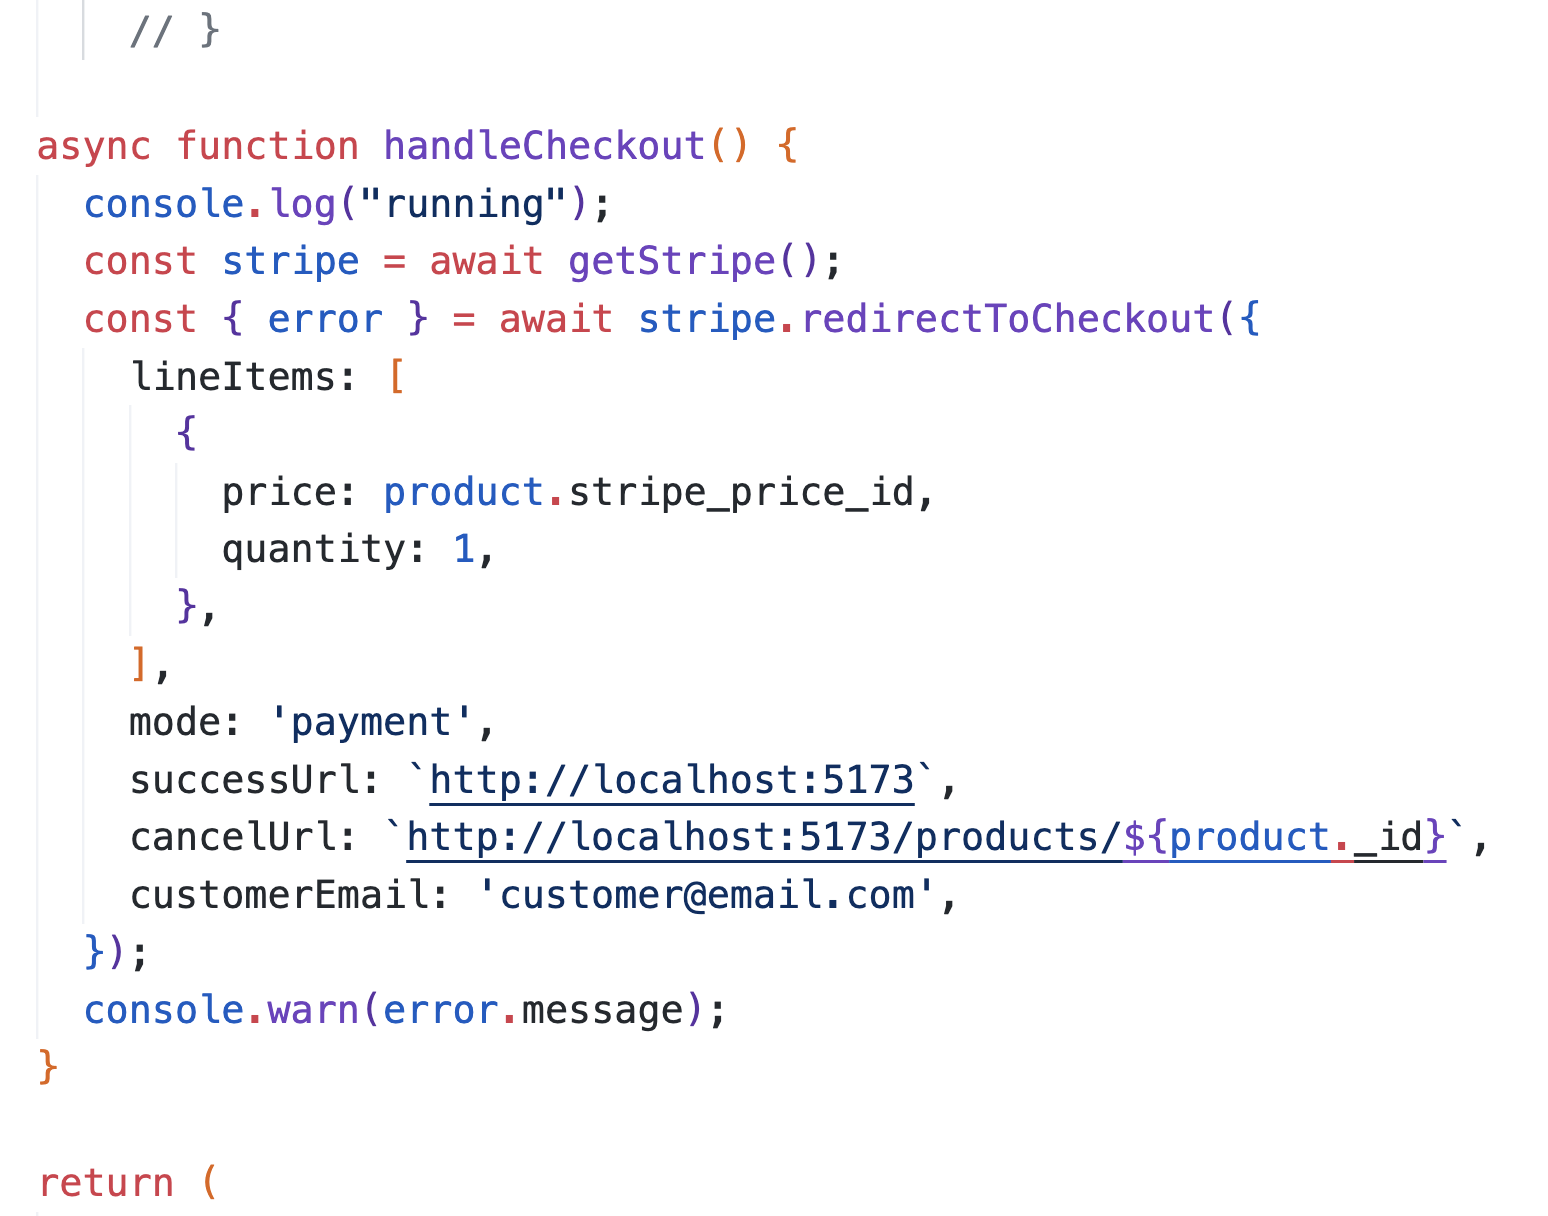 // }
async function handleCheckout() {
console.log("running");
const stripe = await getStripe();
const { error } = await stripe.redirectToCheckout({
lineItems: [
{
price: product.stripe_price_id,
quantity: 1,
},
],
mode: 'payment',
successUrl: `http://localhost:5173`,
cancelUrl: `http://localhost:5173/products/${product._id}`,
customerEmail: 'customer@email.com',
});
console.warn(error.message);
}
return (